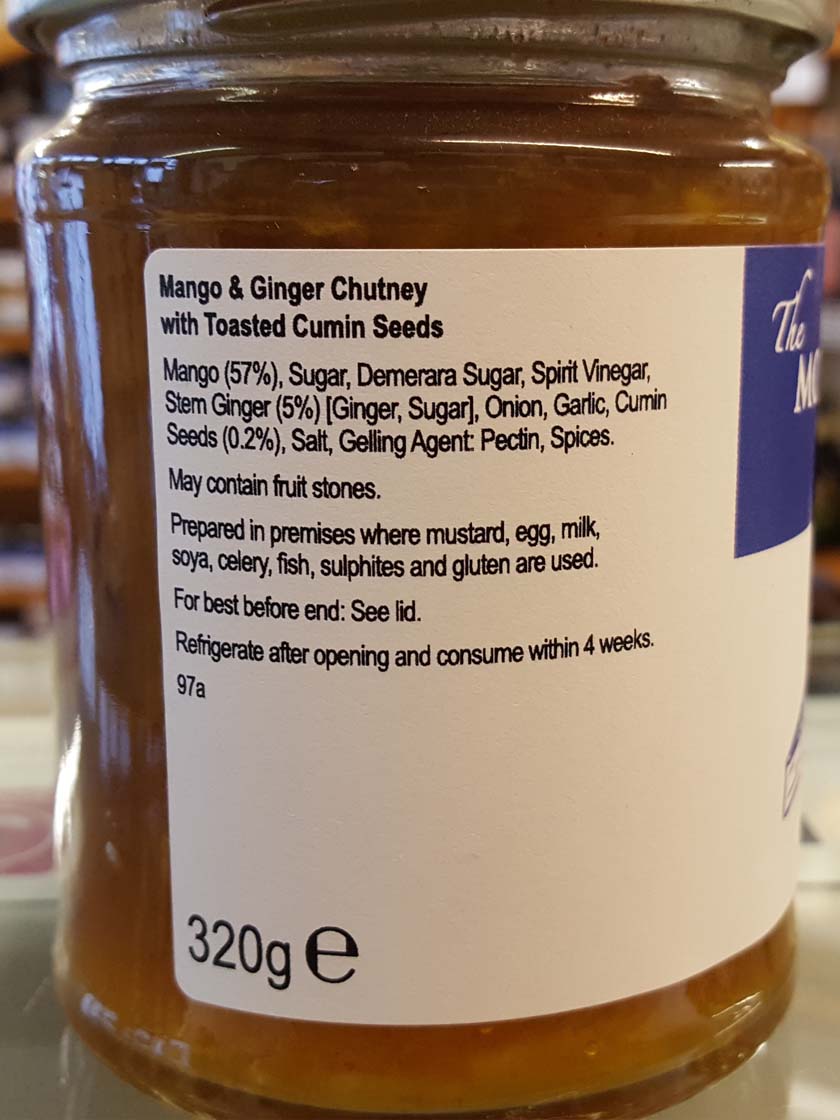 Mango & Ginger Chutney
with Toasted Cumin Seeds
Mango (57%), Sugar, Demerara Sugar, Spirit Vinegar,
Stem Ginger (5%) [Ginger, Sugar], Onion, Garlic, Cumin
Seeds (0.2%), Salt, Gelling Agent: Pectin, Spices.
May contain fruit stones.
Prepared in premises where mustard, egg, milk,
soya, celery, fish, sulphites and gluten are used.
For best before end: See lid.
Refrigerate after opening and consume within 4 weeks.
97a
320g e
The